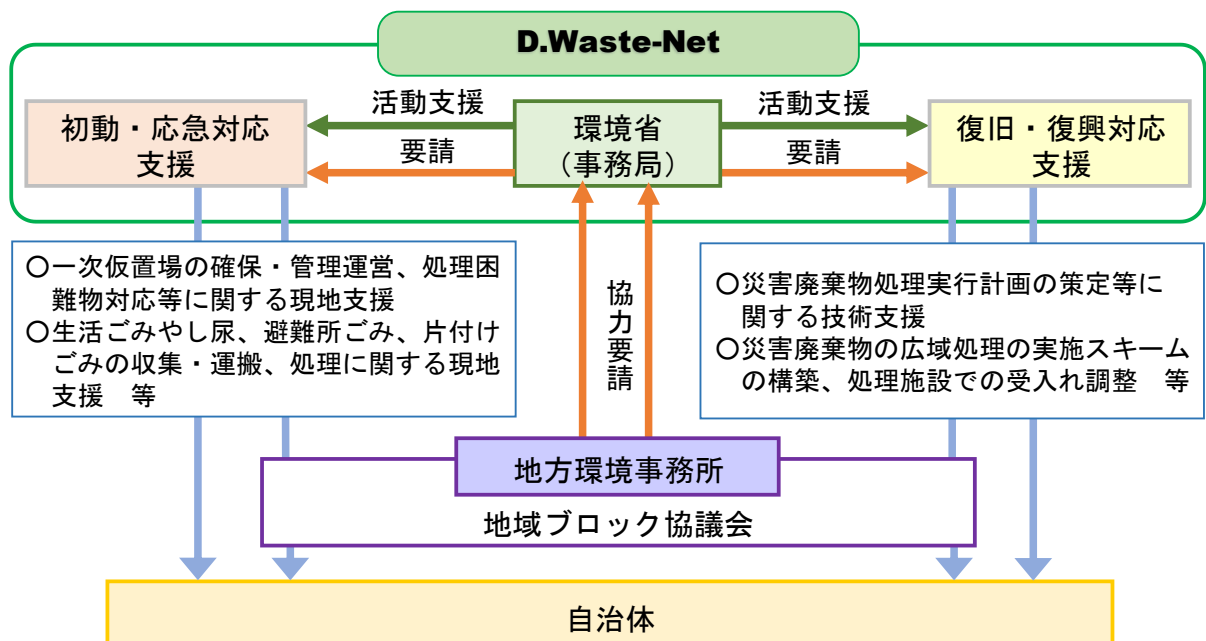 D.Waste-Net
初動・応急対応
支援
活動支援
要請
環境省
（事務局）
活動支援
要請
復旧・復興対応
支援
〇一次仮置場の確保・管理運営、処理困
難物対応等に関する現地支援
〇生活ごみやし尿、避難所ごみ、片付け
ごみの収集・運搬、処理に関する現地
支援　等
協力要請
〇災害廃棄物処理実行計画の策定等に
関する技術支援
〇災害廃棄物の広域処理の実施スキーム
の構築、処理施設での受入れ調整　等
地方環境事務所
地域ブロック協議会
自治体